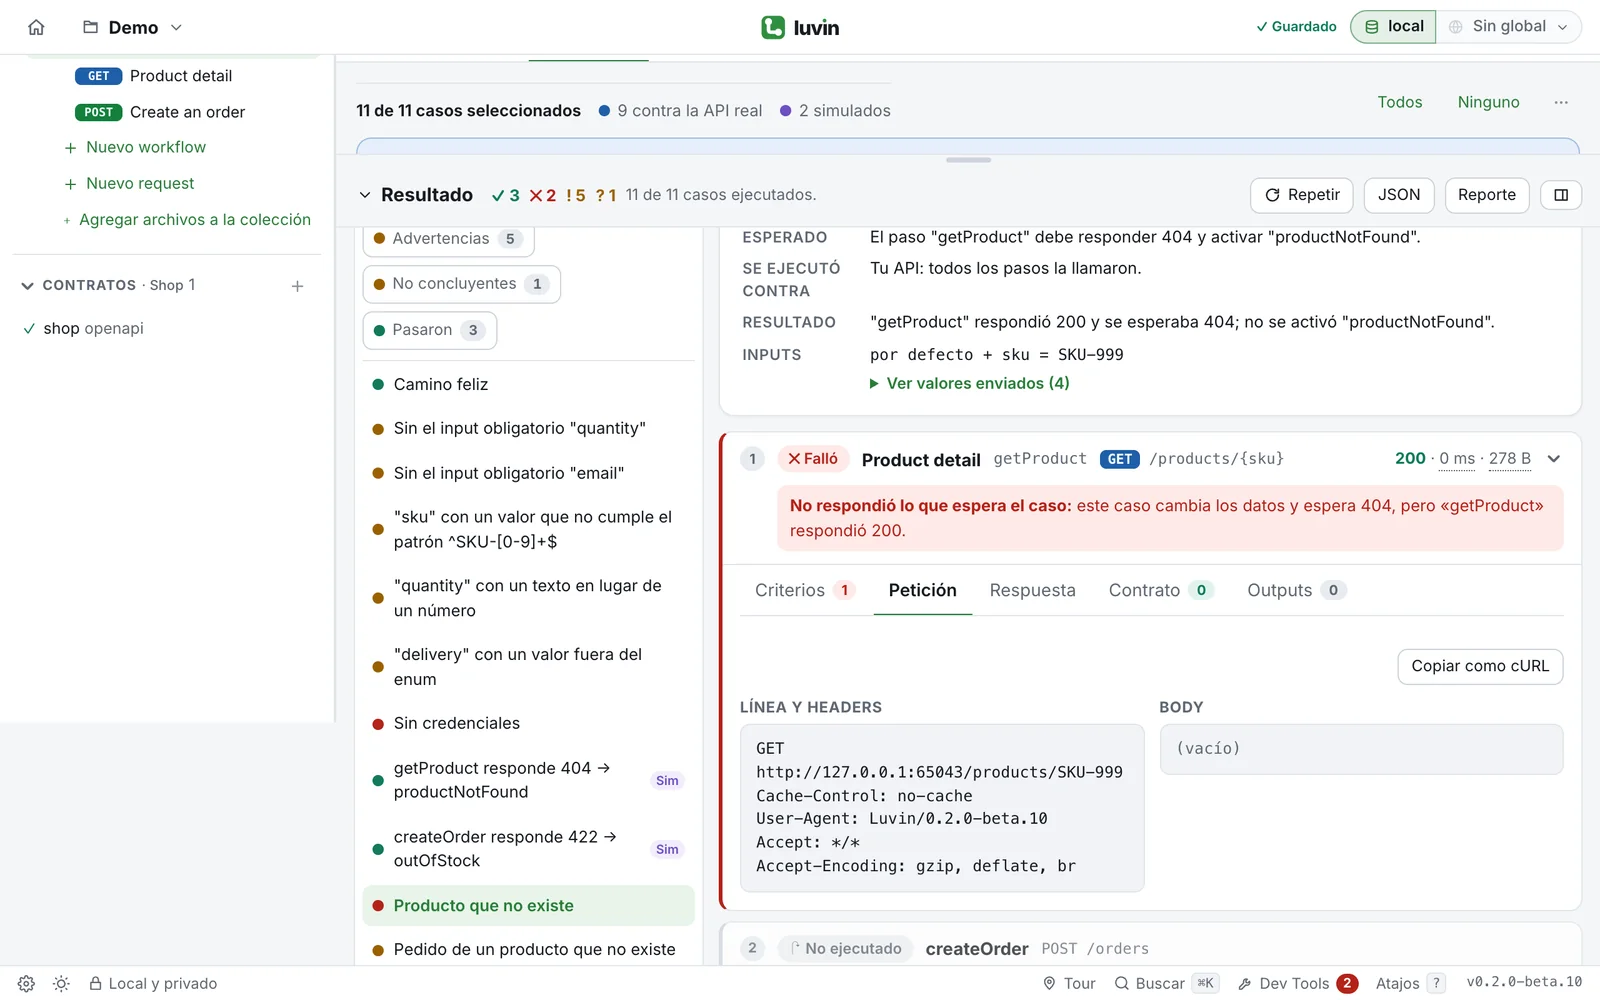 Demo
luvin
Guardado
local
Sin global
GET Product detail
POST Create an order
+ Nuevo workflow
+ Nuevo request
+ Agregar archivos a la colección
CONTRATOS · Shop 1 +
shop openapi
11 de 11 casos seleccionados
9 contra la API real
2 simulados
Todos
Ninguno
···
Resultado
3
2
! 5
? 1
11 de 11 casos ejecutados.
Repetir
JSON
Reporte
Advertencias 5
No concluyentes 1
Pasaron 3
Camino feliz
Sin el input obligatorio "quantity"
Sin el input obligatorio "email"
"sku" con un valor que no cumple el
patrón ^SKU-[0-9]+$
"quantity" con un texto en lugar de
un número
"delivery" con un valor fuera del
enum
Sin credenciales
getProduct responde 404 →
productNotFound
Sim
createOrder responde 422 →
outOfStock
Sim
Producto que no existe
Pedido de un producto que no existe
ESPERADO El paso "getProduct" debe responder 404 y activar "productNotFound".
SE EJECUTÓ
CONTRA
Tu API: todos los pasos la llamaron.
RESULTADO "getProduct" respondió 200 y se esperaba 404; no se activó "productNotFound".
INPUTS por defecto + sku = SKU-999
Ver valores enviados (4)
1 Falló Product detail getProduct GET /products/{sku} 200 · 0 ms · 278 B
No respondió lo que espera el caso: este caso cambia los datos y espera 404, pero «getProduct»
respondió 200.
Criterios 1
Petición
Respuesta
Contrato 0
Outputs 0
Copiar como cURL
LÍNEA Y HEADERS
GET
http://127.0.0.1:65043/products/SKU-999
Cache-Control: no-cache
User-Agent: Luvin/0.2.0-beta.10
Accept: */*
Accept-Encoding: gzip, deflate, br
BODY
(vacío)
2 No ejecutado createOrder POST /orders
Local y privado
Tour
Buscar ⌘K
Dev Tools 2
Atajos ?
v0.2.0-beta.10